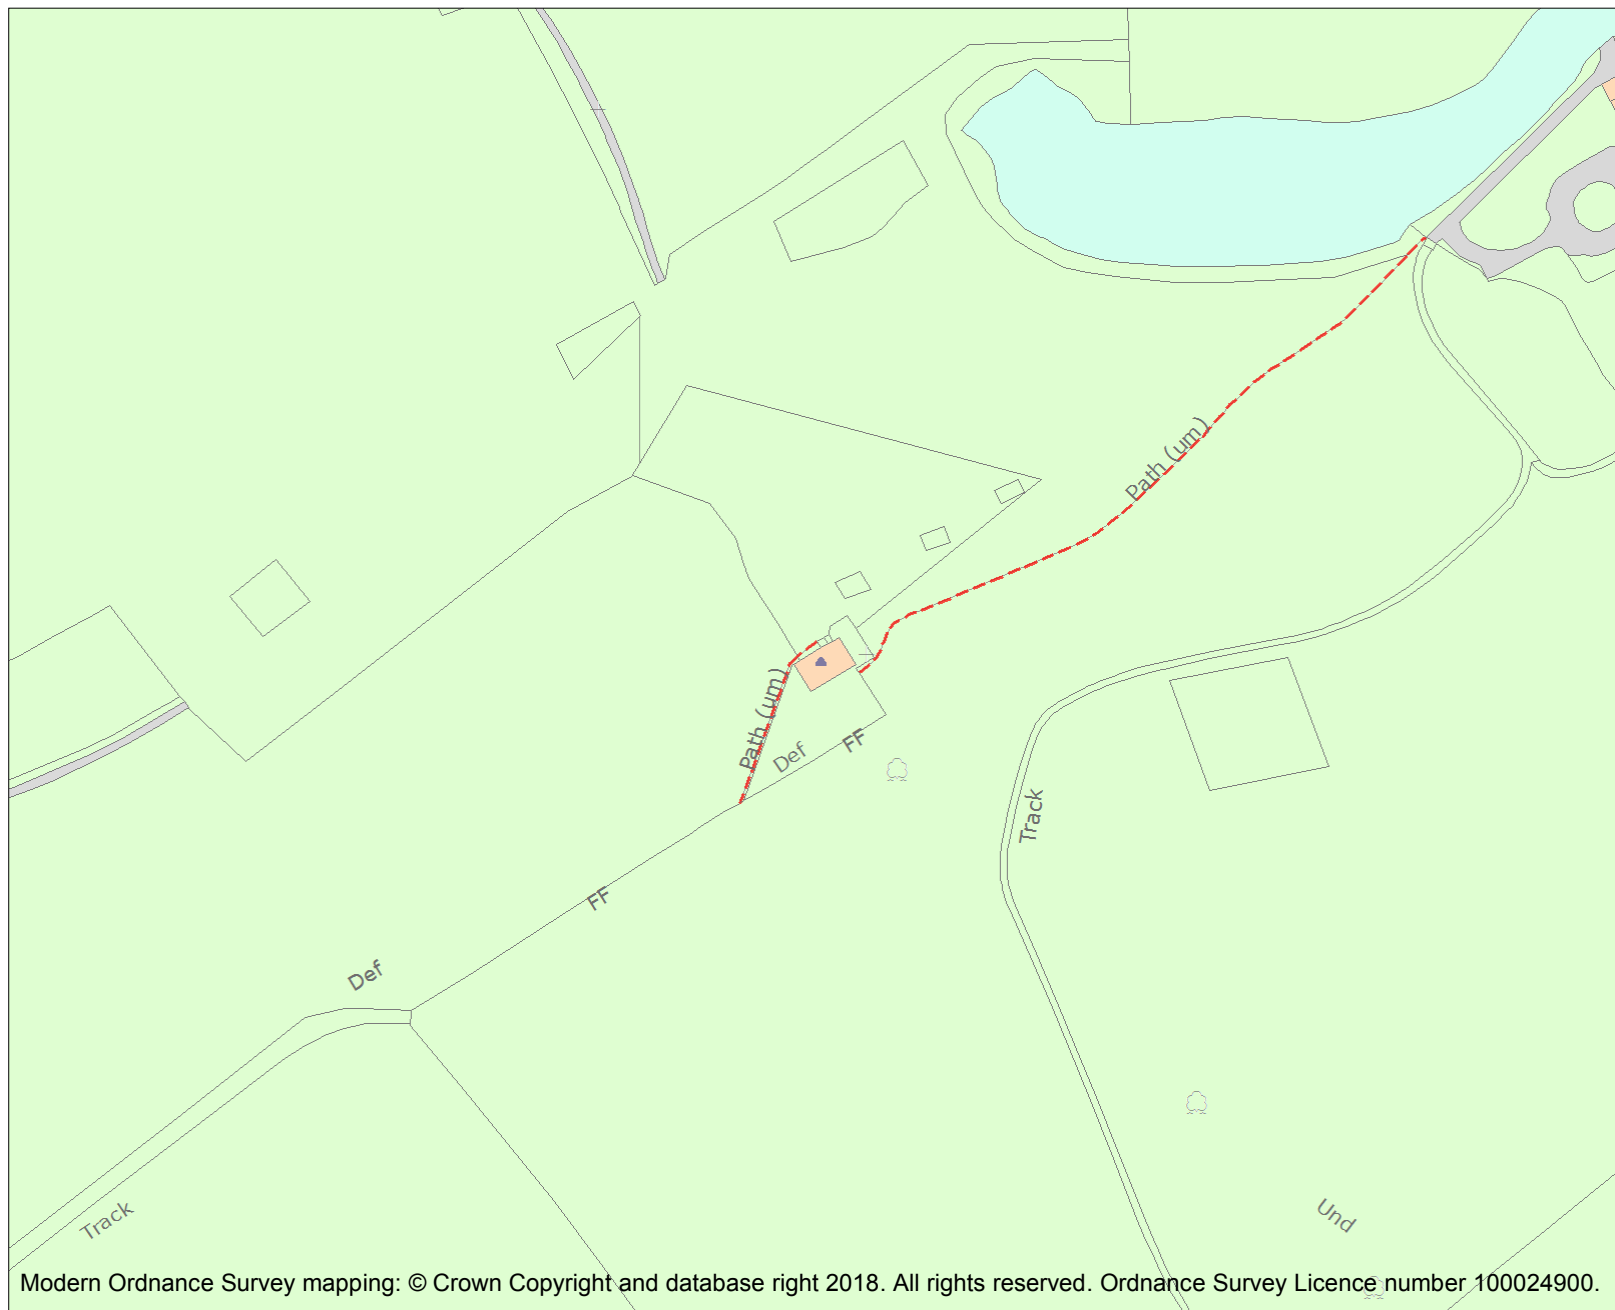 Path (um)
Path (um)
Def
FF
Track
FF
Def
Track
Und
Modern Ordnance Survey mapping: © Crown Copyright and database right 2018. All rights reserved. Ordnance Survey Licence number 100024900.